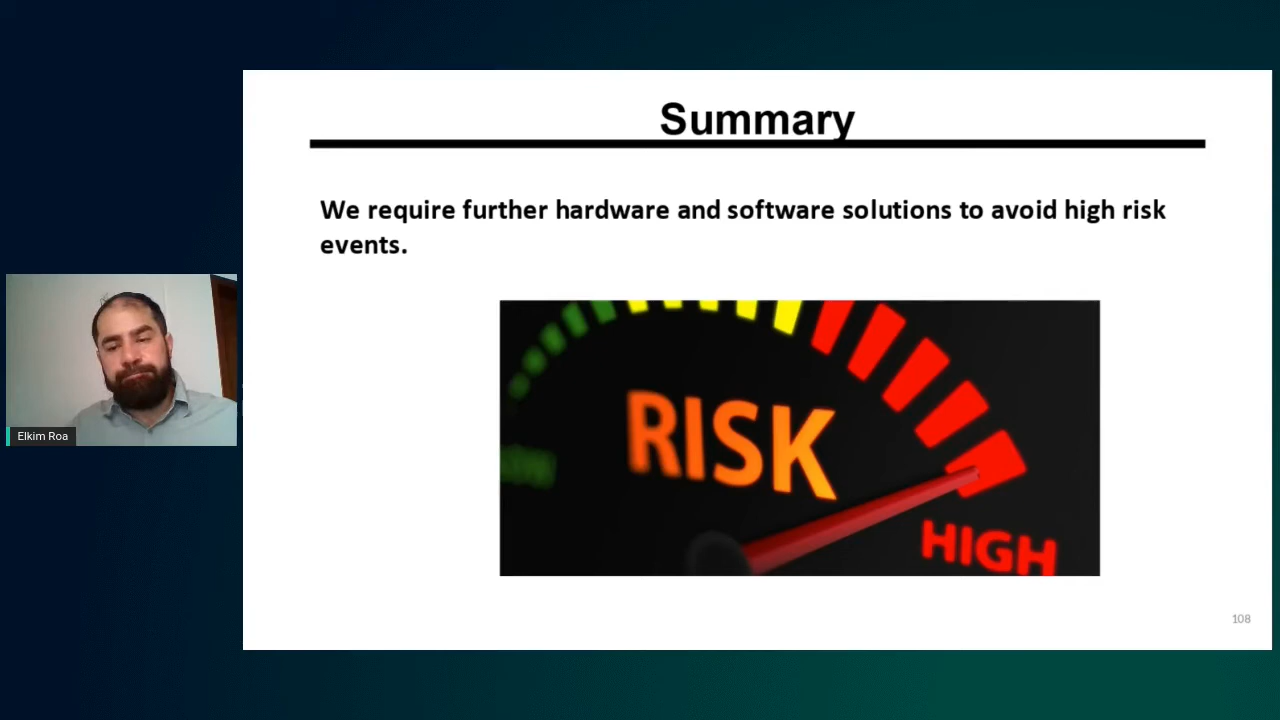 Summary
We require further hardware and software solutions to avoid high risk
events.
RISK
HIGH
Elkim Roa
108